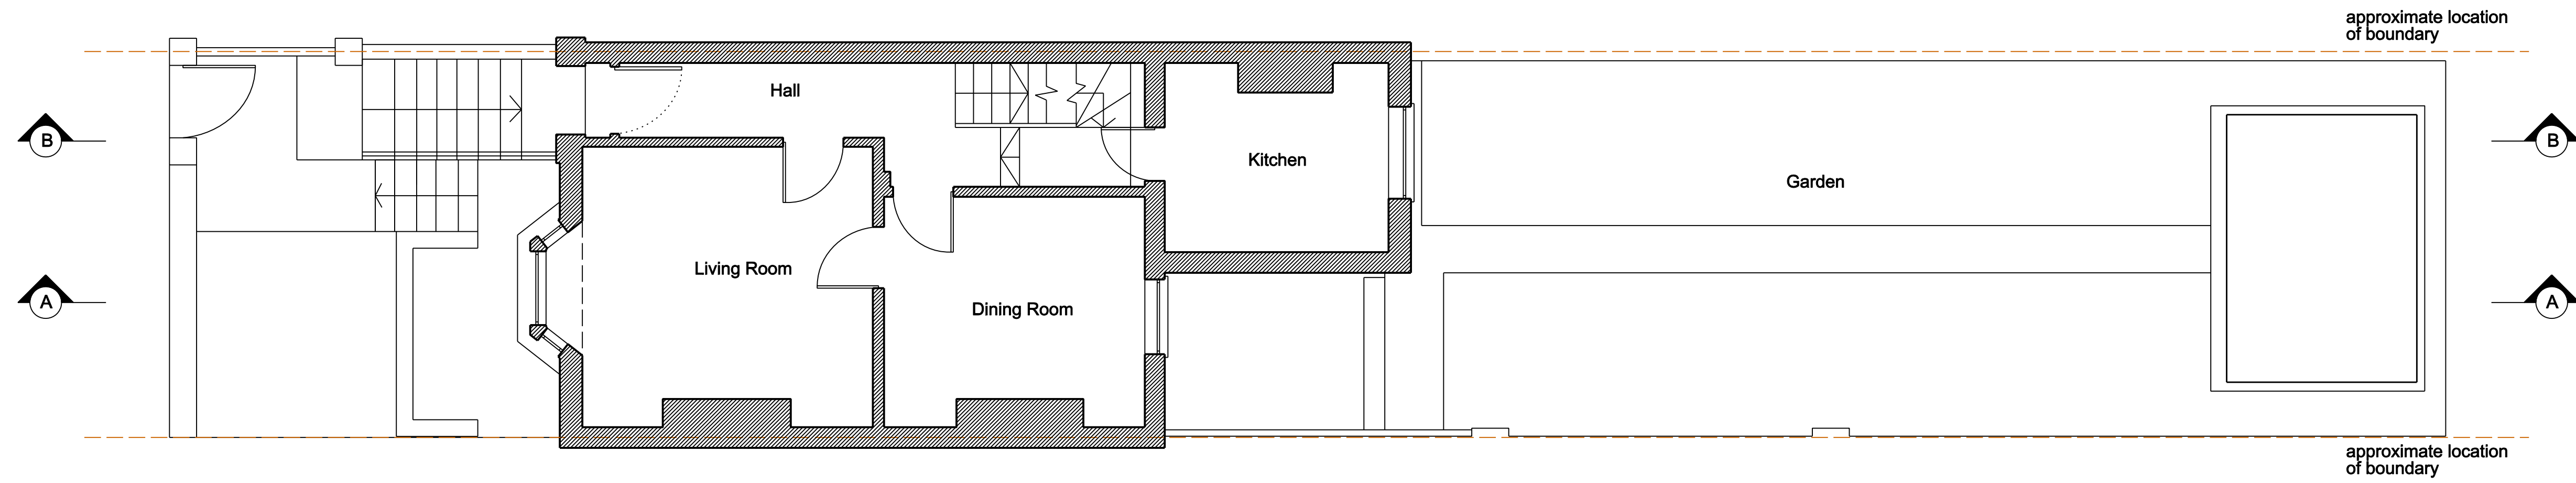 approximate location
of boundary
Hall
B
B
Kitchen
Garden
Living Room
A
A
Dining Room
approximate location
of boundary